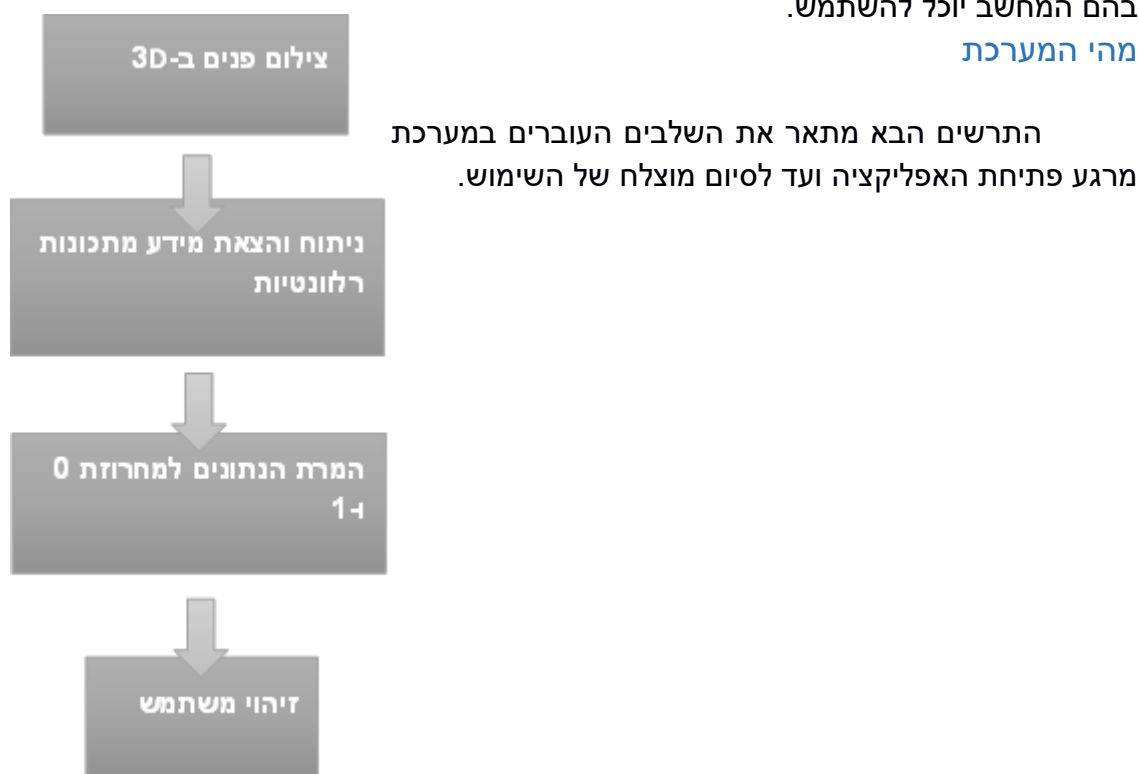 בהם המחשב יוכל להשתמש.
מהי המערכת
התרשים הבא מתאר את השלבים העוברים במערכת
מרגע פתיחת האפליקציה ועד לסיום מוצלח של השימוש.
צילום פנים ב-3D
ניתוח והצאת מידע מתכונות
רלוונטיות
המרת הנתונים למחרוזת 0
ו-1
זיהוי משתמש